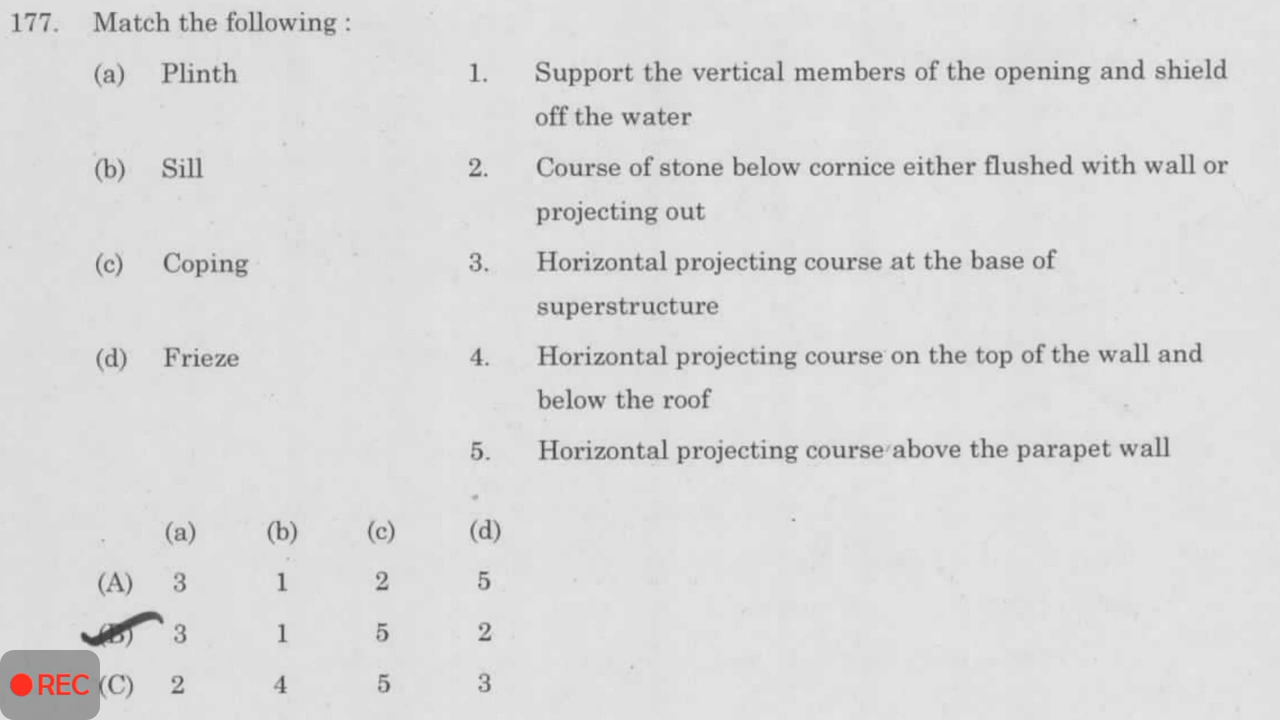 177. Match the following :
(a) Plinth 1. Support the vertical members of the opening and shield
off the water
(b) Sill 2. Course of stone below cornice either flushed with wall or
projecting out
(c) Coping 3. Horizontal projecting course at the base of
superstructure
(d) Frieze 4. Horizontal projecting course on the top of the wall and
below the roof
5. Horizontal projecting course above the parapet wall
(a) (b) (c) (d)
(A) 3 1 2 5
(B) 3 1 5 2
REC (C) 2 4 5 3